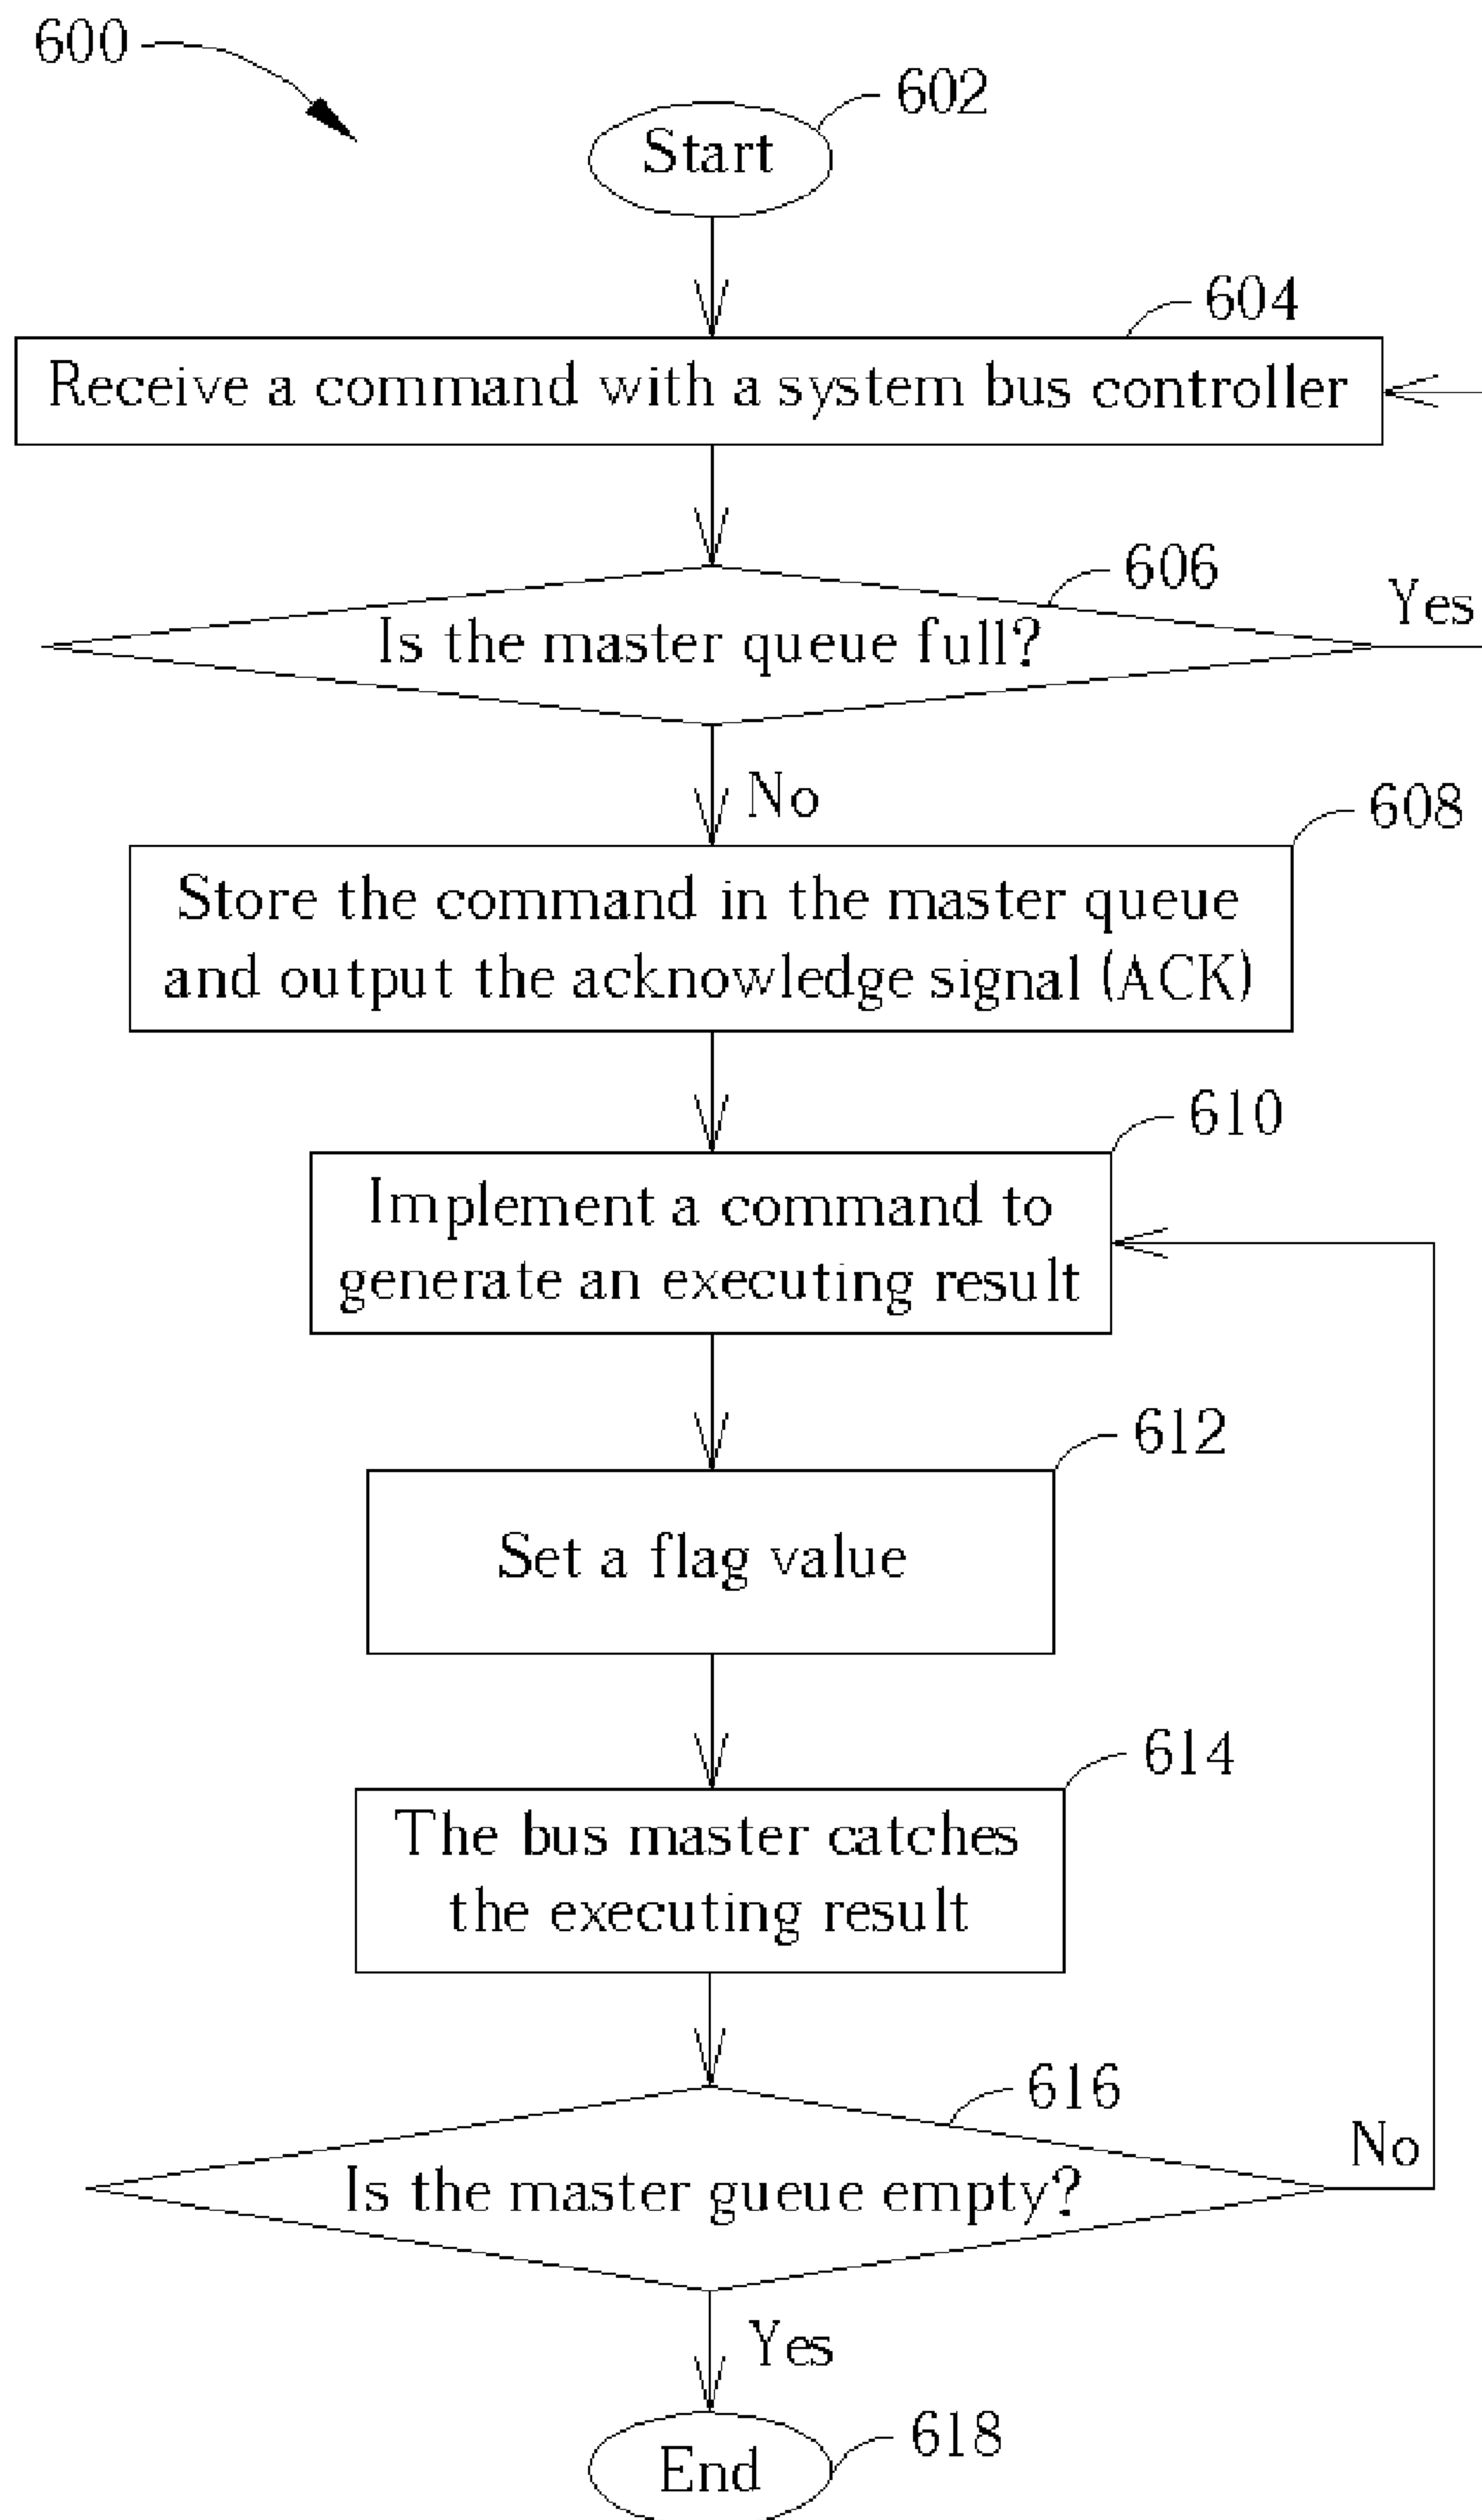 600
602
Start
604
Receive a command with a system bus controller
606
Yes
Is the master queue full?
No
608
Store the command in the master queue
and output the acknowledge signal (ACK)
610
Implement a command to
generate an executing result
612
Set a flag value
614
The bus master catches
the executing result
616
No
Is the master gueue empty?
Yes
618
End